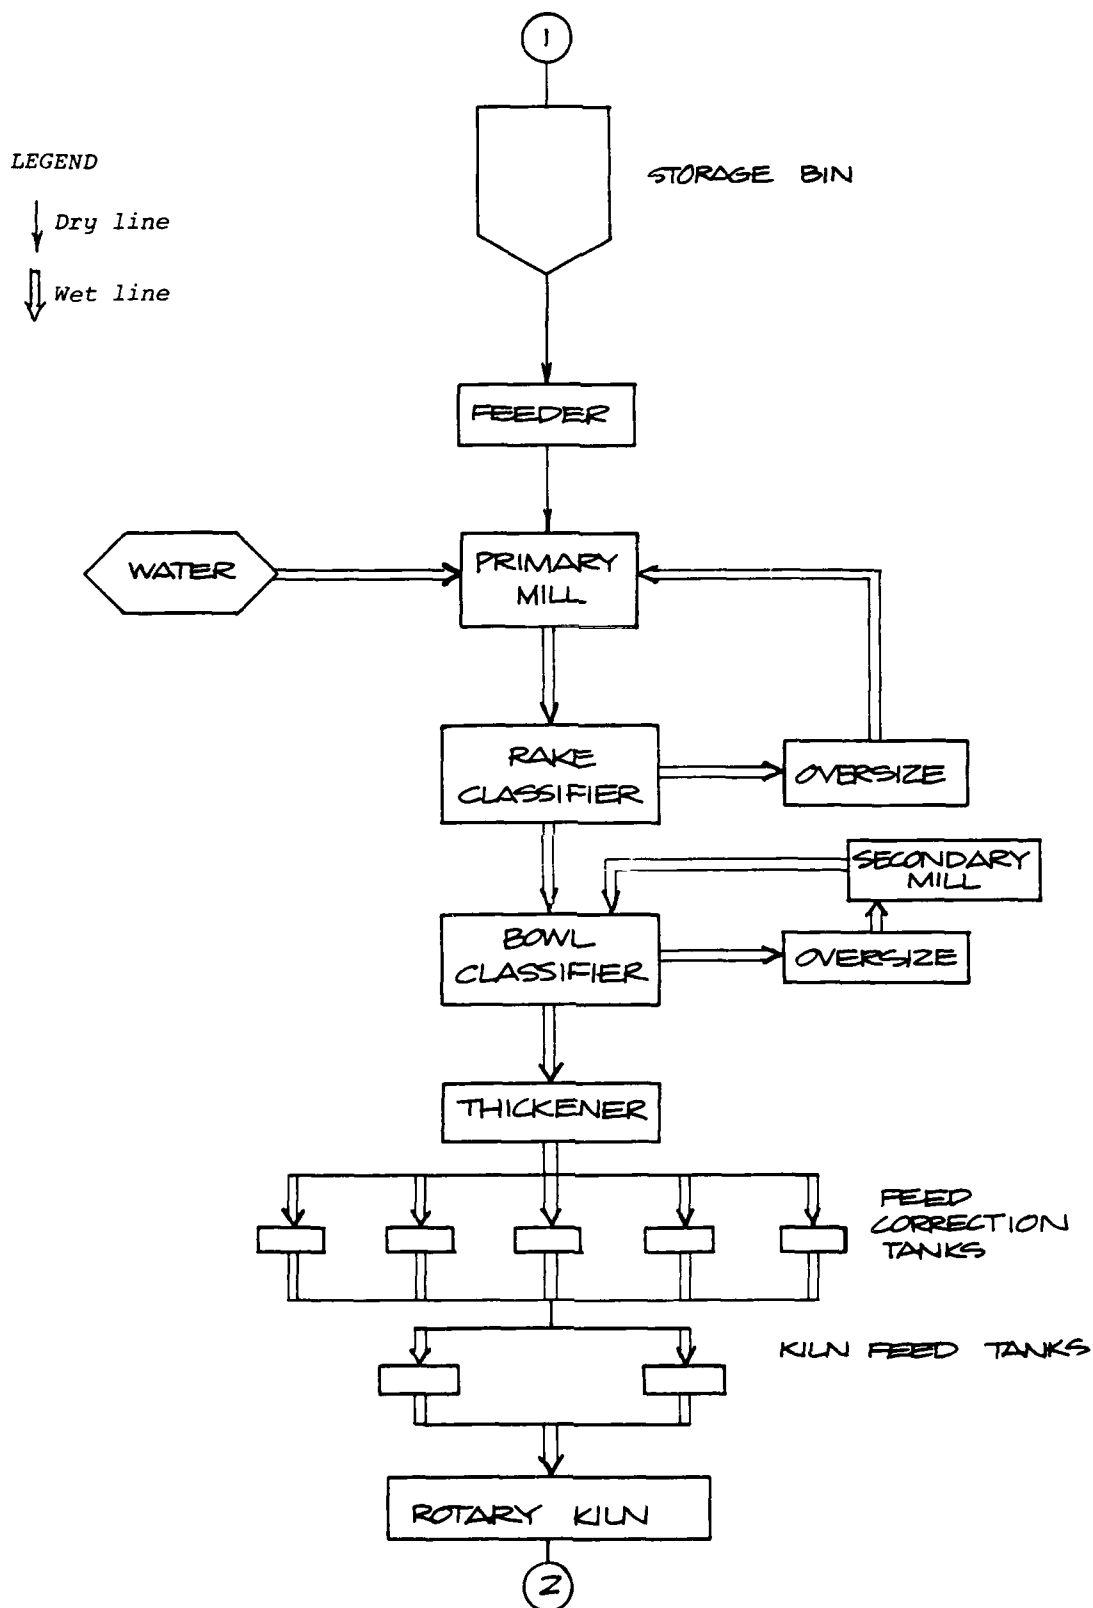 1
STORAGE BIN
LEGEND
Dry line
Wet line
FEEDER
WATER
PRIMARY
MILL
RAKE
CLASSIFIER
OVERSIZE
SECONDARY
MILL
BOWL
CLASSIFIER
OVERSIZE
THICKENER
FEED
CORRECTION
TANKS
KILN FEED TANKS
ROTARY KILN
2